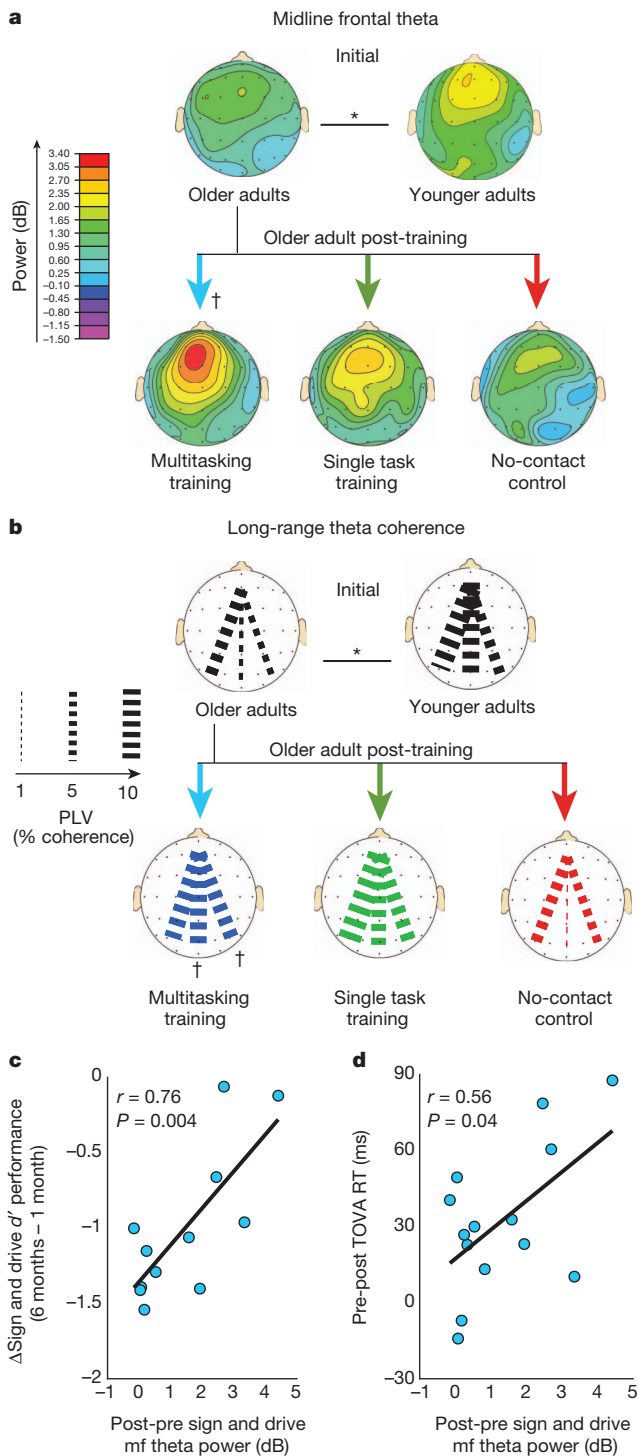 a
Midline frontal theta
Initial
*
Older adults
Younger adults
Power (dB)
3.40
3.05
2.70
2.35
2.00
1.65
1.30
0.95
0.60
0.25
−0.10
−0.45
−0.80
−1.15
−1.50
Older adult post-training
†
Multitasking
training
Single task
training
No-contact
control
b
Long-range theta coherence
Initial
*
Older adults
Younger adults
1 5 10
PLV
(% coherence)
Older adult post-training
† †
Multitasking
training
Single task
training
No-contact
control
c
r = 0.76
P = 0.004
0
−0.5
−1
−1.5
−2
ΔSign and drive d′ performance
(6 months – 1 month)
−1 0 1 2 3 4 5
Post-pre sign and drive
mf theta power (dB)
d
r = 0.56
P = 0.04
90
60
30
0
−30
Pre-post TOVA RT (ms)
−1 0 1 2 3 4 5
Post-pre sign and drive
mf theta power (dB)